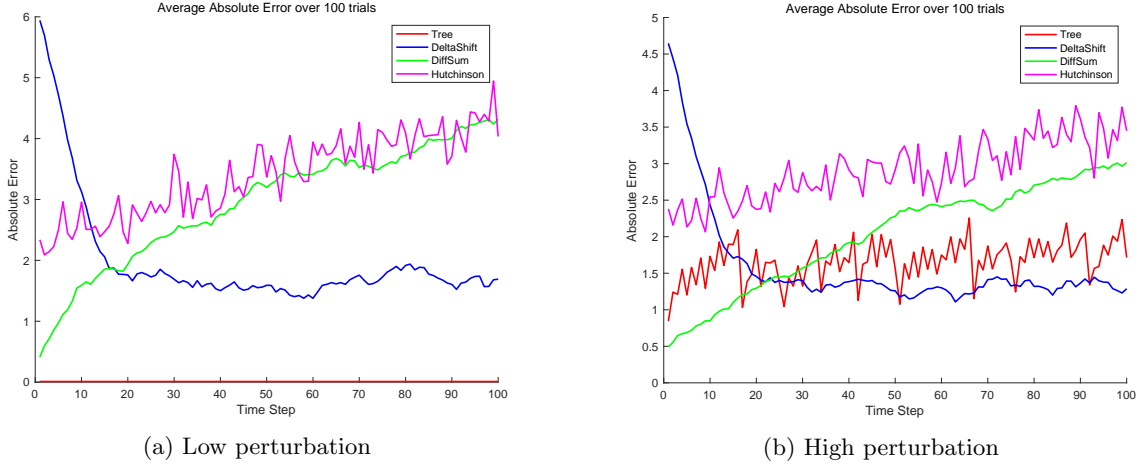 Average Absolute Error over 100 trials
6
5
4
3
2
1
0
Absolute Error
Tree
DeltaShift
DiffSum
Hutchinson
0 10 20 30 40 50 60 70 80 90 100
Time Step
(a) Low perturbation
Average Absolute Error over 100 trials
5
4.5
4
3.5
3
2.5
2
1.5
1
0.5
0
Absolute Error
Tree
DeltaShift
DiffSum
Hutchinson
0 10 20 30 40 50 60 70 80 90 100
Time Step
(b) High perturbation